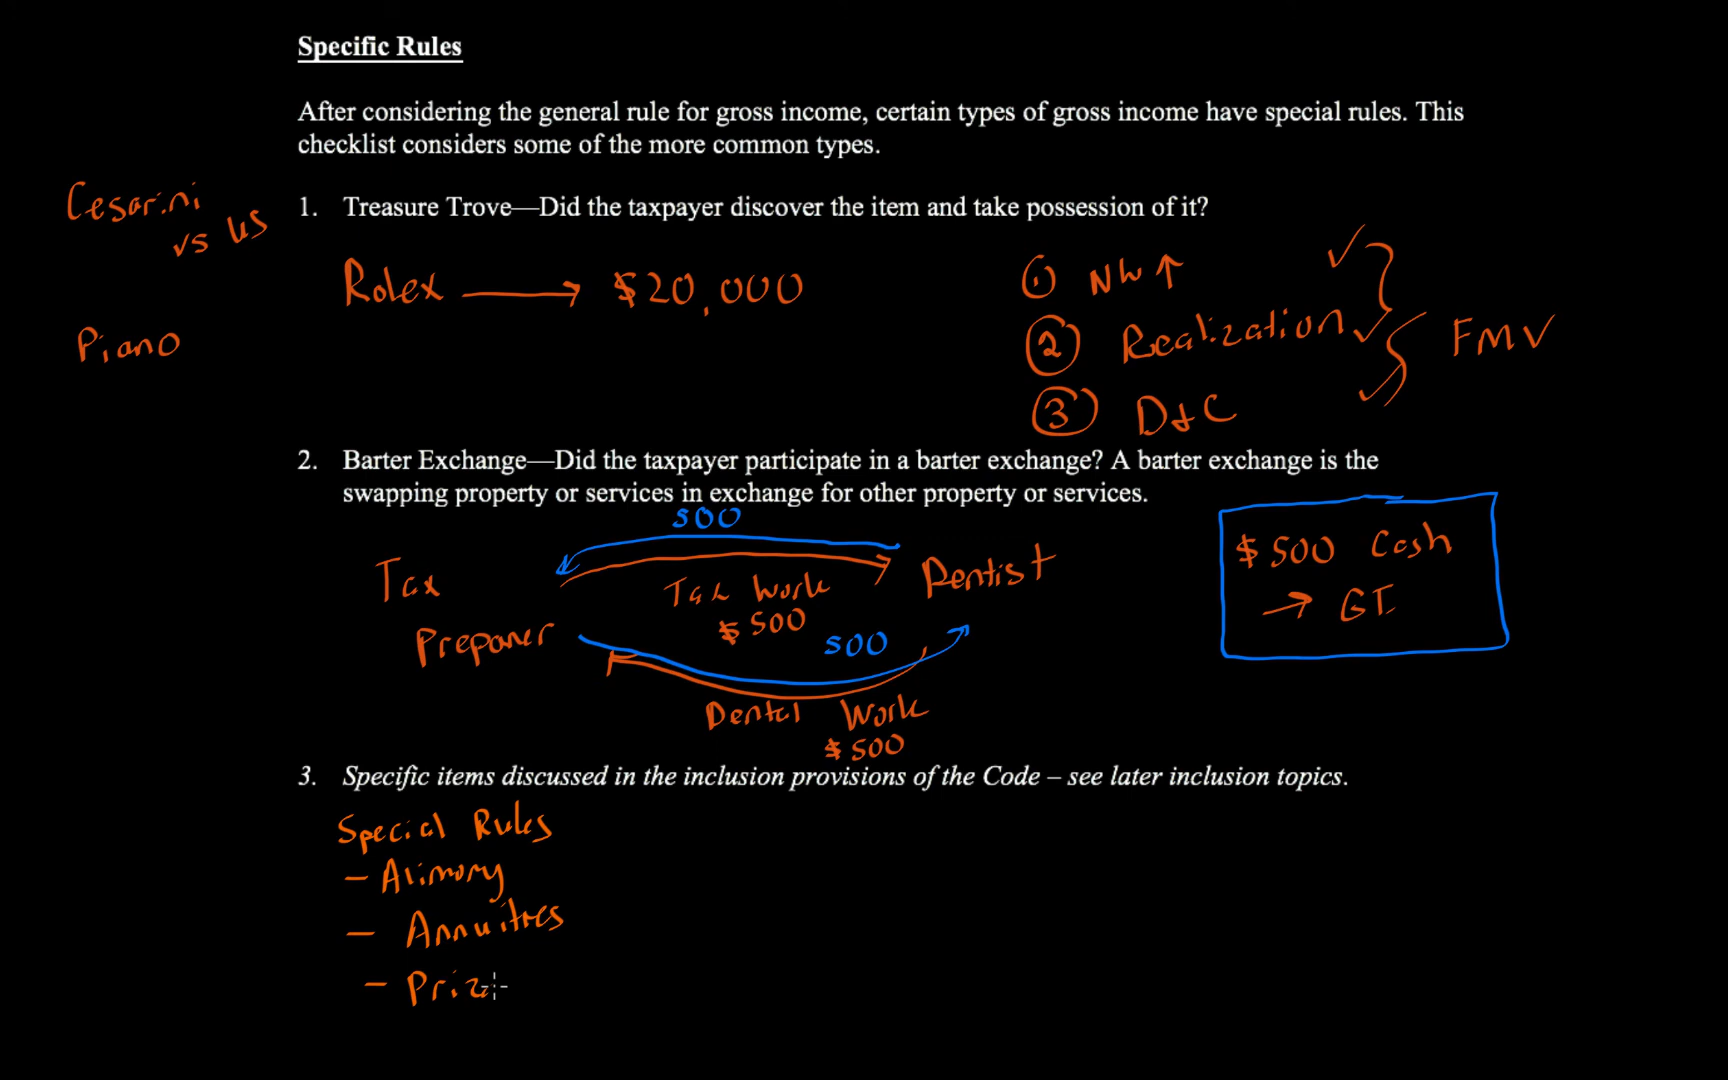 Specific Rules
After considering the general rule for gross income, certain types of gross income have special rules. This
checklist considers some of the more common types.
Cesarini
vs US
1. Treasure Trove—Did the taxpayer discover the item and take possession of it?
Rolex → $20,000
Piano
① NW ↑
② Realization
③ D&C
FMV
2. Barter Exchange—Did the taxpayer participate in a barter exchange? A barter exchange is the
swapping property or services in exchange for other property or services.
500
Tax
Preparer
Tax Work
$500
Dentist
500
Dental Work
$500
$500 Cash
→ GI
3. Specific items discussed in the inclusion provisions of the Code – see later inclusion topics.
Special Rules
– Alimony
– Annuities
– Priz